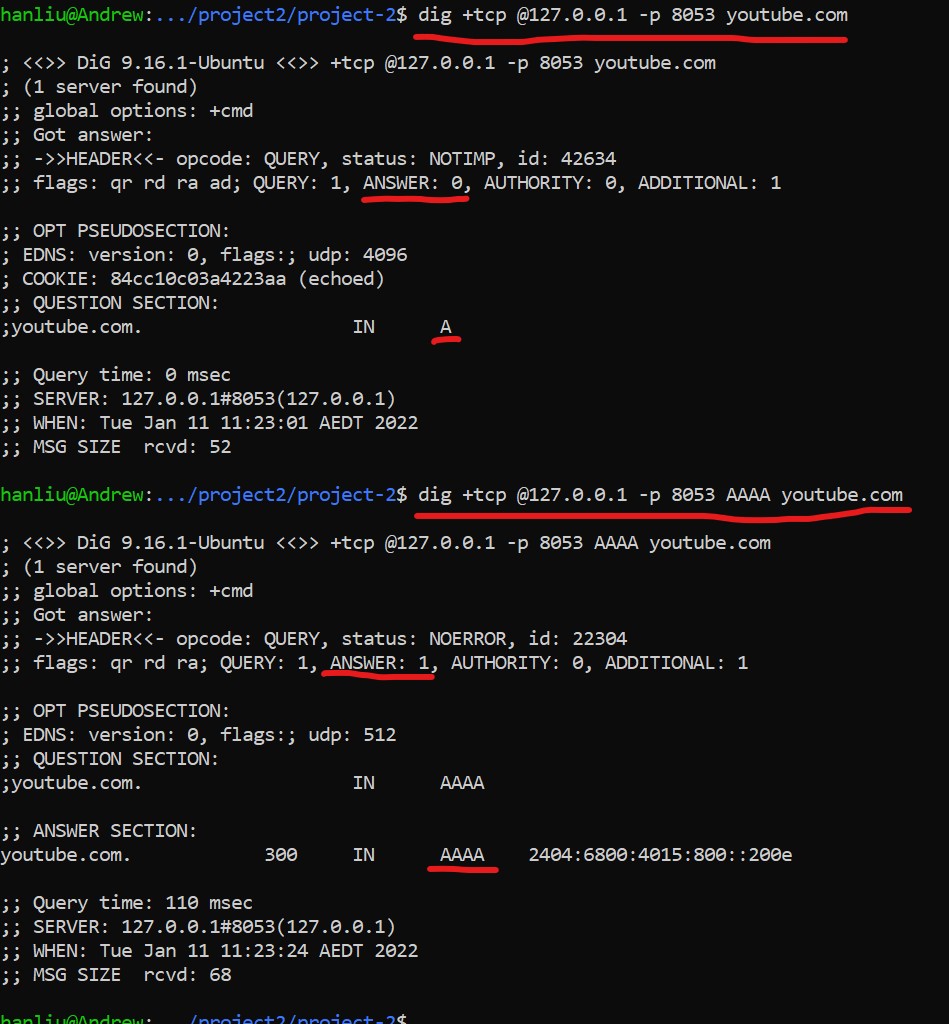 hanliu@Andrew:.../project2/project-2$ dig +tcp @127.0.0.1 -p 8053 youtube.com
; <<>> DiG 9.16.1-Ubuntu <<>> +tcp @127.0.0.1 -p 8053 youtube.com
; (1 server found)
;; global options: +cmd
;; Got answer:
;; ->>HEADER<<- opcode: QUERY, status: NOTIMP, id: 42634
;; flags: qr rd ra ad; QUERY: 1, ANSWER: 0, AUTHORITY: 0, ADDITIONAL: 1
;; OPT PSEUDOSECTION:
; EDNS: version: 0, flags:; udp: 4096
; COOKIE: 84cc10c03a4223aa (echoed)
;; QUESTION SECTION:
;youtube.com. IN A
;; Query time: 0 msec
;; SERVER: 127.0.0.1#8053(127.0.0.1)
;; WHEN: Tue Jan 11 11:23:01 AEDT 2022
;; MSG SIZE rcvd: 52
hanliu@Andrew:.../project2/project-2$ dig +tcp @127.0.0.1 -p 8053 AAAA youtube.com
; <<>> DiG 9.16.1-Ubuntu <<>> +tcp @127.0.0.1 -p 8053 AAAA youtube.com
; (1 server found)
;; global options: +cmd
;; Got answer:
;; ->>HEADER<<- opcode: QUERY, status: NOERROR, id: 22304
;; flags: qr rd ra; QUERY: 1, ANSWER: 1, AUTHORITY: 0, ADDITIONAL: 1
;; OPT PSEUDOSECTION:
; EDNS: version: 0, flags:; udp: 512
;; QUESTION SECTION:
;youtube.com. IN AAAA
;; ANSWER SECTION:
youtube.com. 300 IN AAAA 2404:6800:4015:800::200e
;; Query time: 110 msec
;; SERVER: 127.0.0.1#8053(127.0.0.1)
;; WHEN: Tue Jan 11 11:23:24 AEDT 2022
;; MSG SIZE rcvd: 68
hanliu@Andrew:.../project2/project-2$